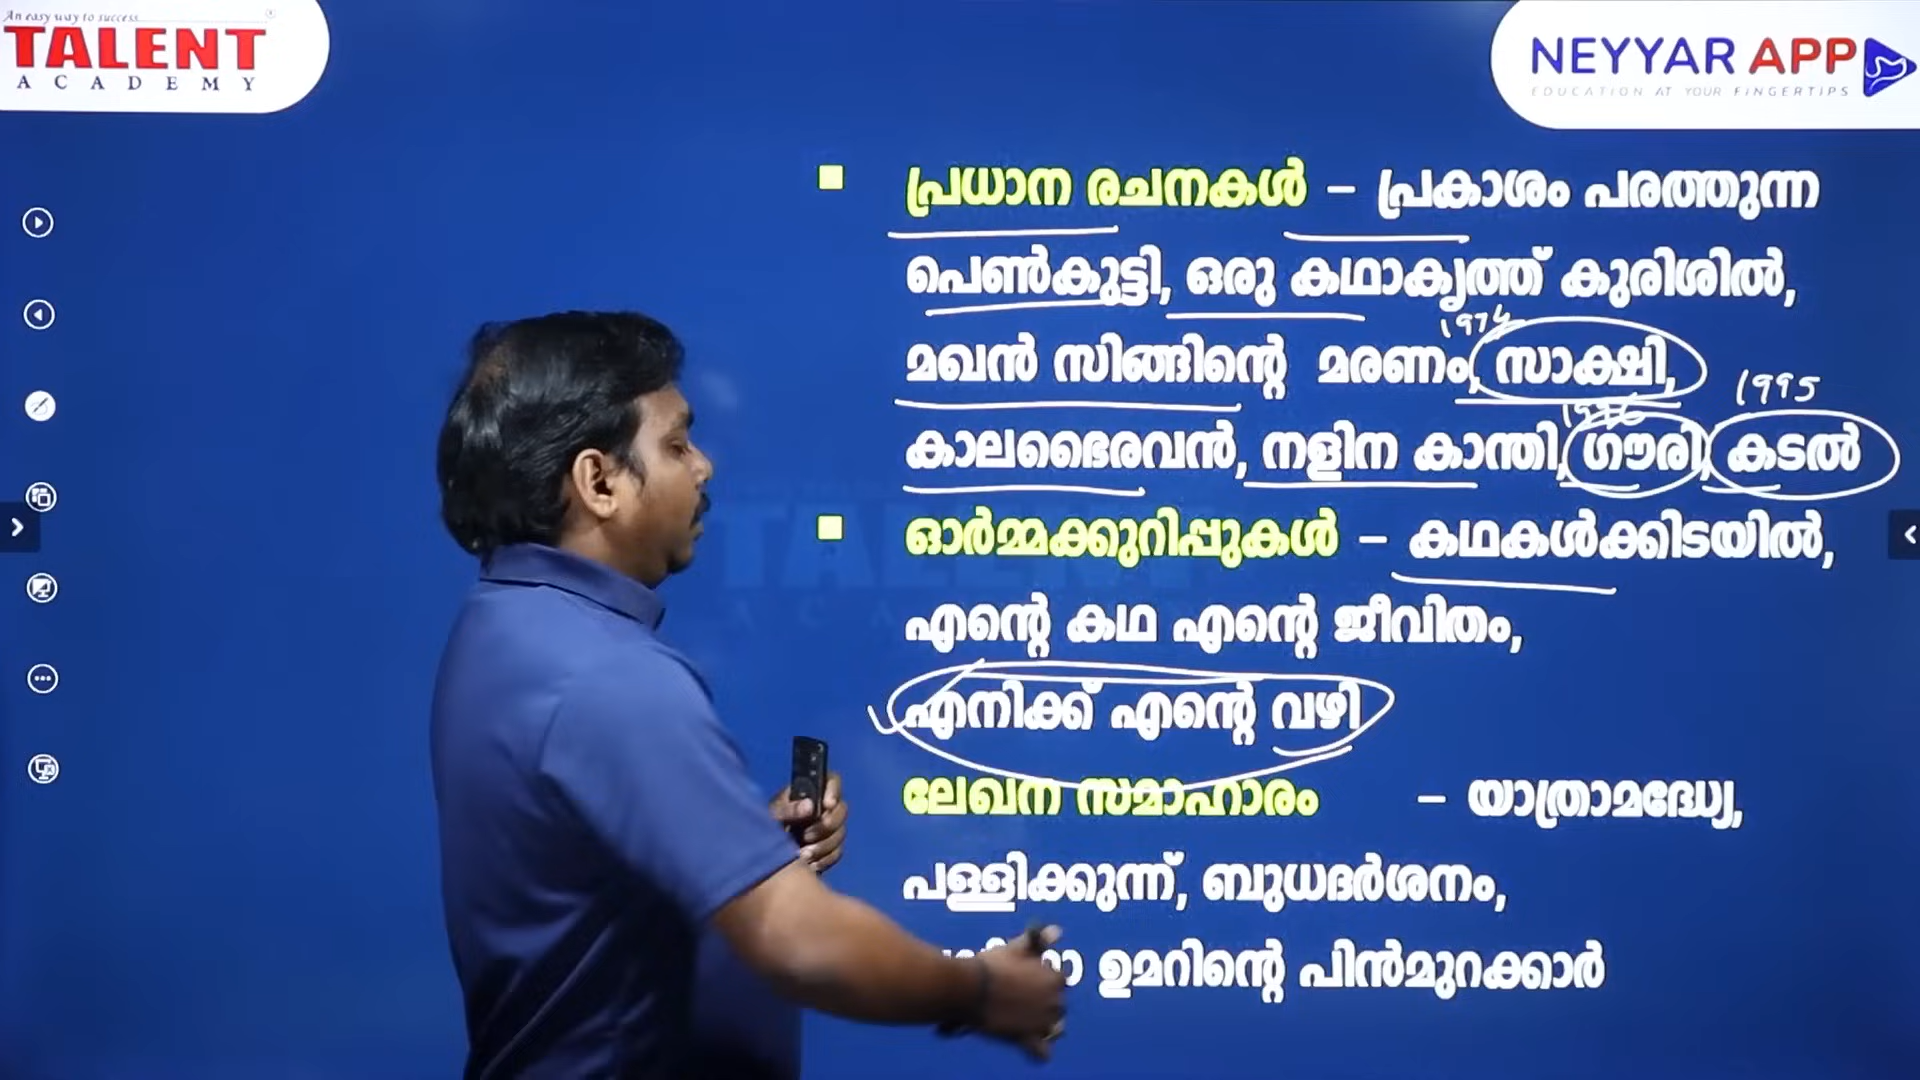 An easy way to success
TALENT
ACADEMY
NEYYAR APP
EDUCATION AT YOUR FINGERTIPS
പ്രധാന രചനകൾ – പ്രകാശം പരത്തുന്ന
പെൺകുട്ടി, ഒരു കഥാകൃത്ത് കുരിശിൽ,
1974
മഖൻ സിങ്ങിന്റെ മരണം, സാക്ഷി,
1995
കാലഭൈരവൻ, നളിന കാന്തി, ഗൗരി, കടൽ
ഓർമ്മക്കുറിപ്പുകൾ – കഥകൾക്കിടയിൽ,
എന്റെ കഥ എന്റെ ജീവിതം,
എനിക്ക് എന്റെ വഴി
ലേഖന സമാഹാരം – യാത്രാമദ്ധ്യേ,
പള്ളിക്കുന്ന്, ബുധദർശനം,
ഉമറിന്റെ പിൻമുറക്കാർ
TALENT